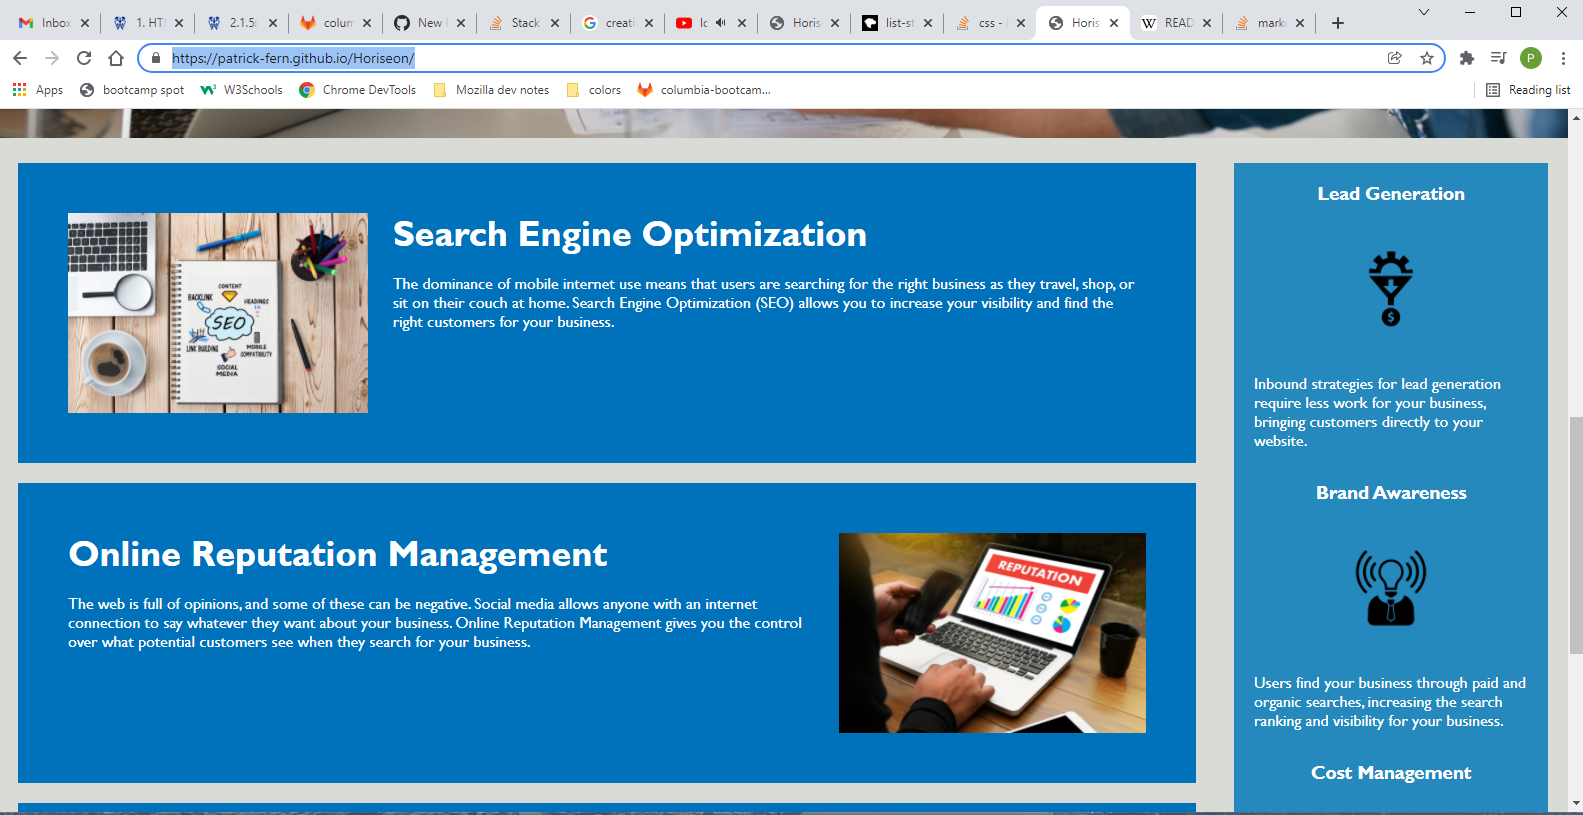 Inbox
1. HT
2.1.5:
colum
New
Stack
creati
Ic
Horis
list-st
css -
Horis
READ
mark
https://patrick-fern.github.io/Horiseon/
P
Apps
bootcamp spot
W3Schools
Chrome DevTools
Mozilla dev notes
colors
columbia-bootcam...
Reading list
Search Engine Optimization
The dominance of mobile internet use means that users are searching for the right business as they travel, shop, or
sit on their couch at home. Search Engine Optimization (SEO) allows you to increase your visibility and find the
right customers for your business.
CONTENT
BACKLINK
HEADINGS
SEO
LINK BUILDING
MOBILE
COMPATIBILITY
SOCIAL
MEDIA
Online Reputation Management
The web is full of opinions, and some of these can be negative. Social media allows anyone with an internet
connection to say whatever they want about your business. Online Reputation Management gives you the control
over what potential customers see when they search for your business.
REPUTATION
Lead Generation
$
Inbound strategies for lead generation
require less work for your business,
bringing customers directly to your
website.
Brand Awareness
Users find your business through paid and
organic searches, increasing the search
ranking and visibility for your business.
Cost Management